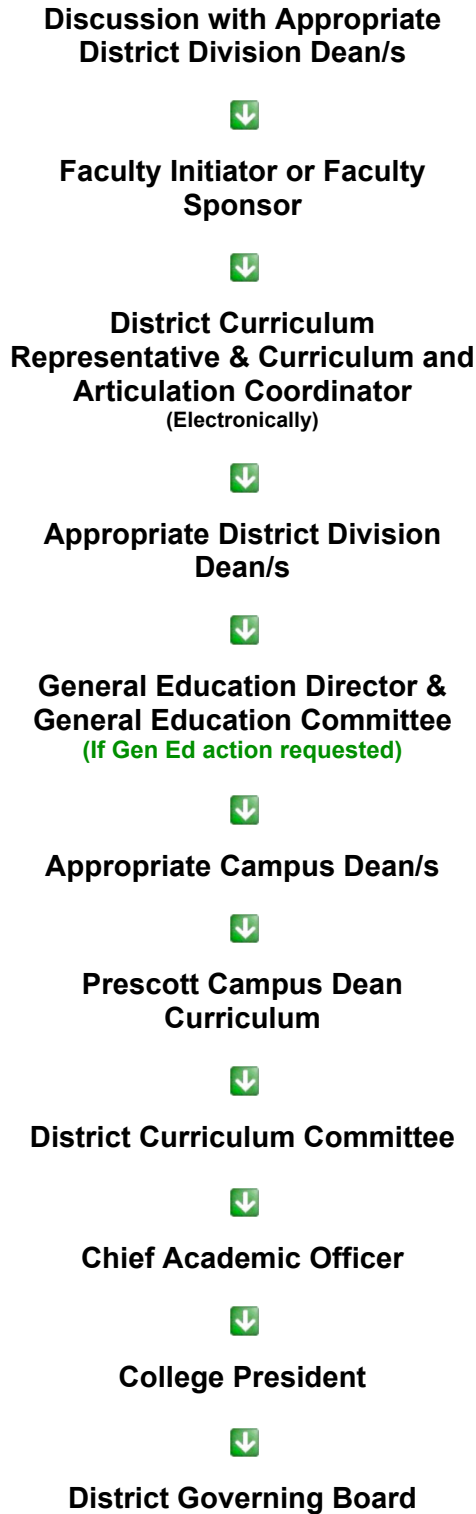 Discussion with Appropriate
District Division Dean/s
Faculty Initiator or Faculty
Sponsor
District Curriculum
Representative & Curriculum and
Articulation Coordinator
(Electronically)
Appropriate District Division
Dean/s
General Education Director &
General Education Committee
(If Gen Ed action requested)
Appropriate Campus Dean/s
Prescott Campus Dean
Curriculum
District Curriculum Committee
Chief Academic Officer
College President
District Governing Board